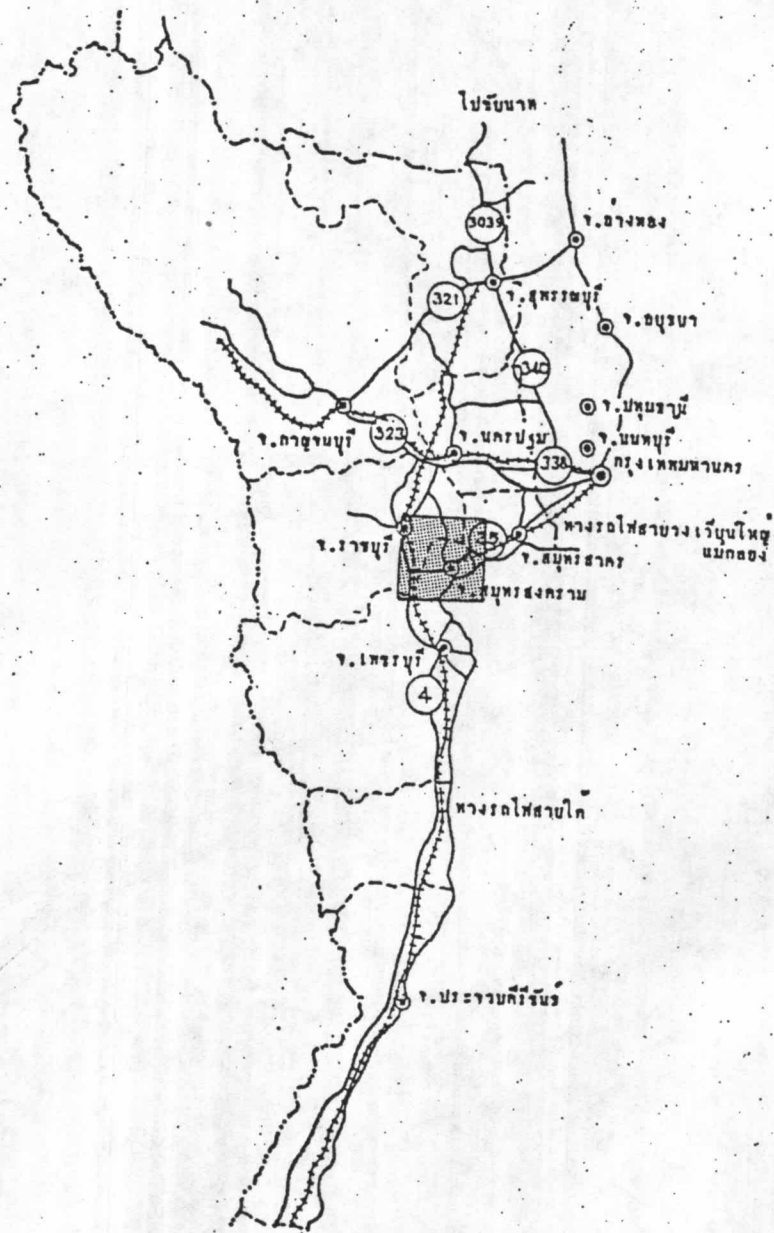 ไปชัยนาท
3039
จ.อ่างทอง
321
จ.สุพรรณบุรี
จ.อยุธยา
340
จ.ปทุมธานี
จ.กาญจนบุรี
323
จ.นครปฐม
จ.นนทบุรี
338
กรุงเทพมหานคร
จ.ราชบุรี
35
ทางรถไฟสายวงเวียนใหญ่
แม่กลอง
จ.สมุทรสาคร
จ.สมุทรสงคราม
จ.เพชรบุรี
4
ทางรถไฟสายใต้
จ.ประจวบคีรีขันธ์